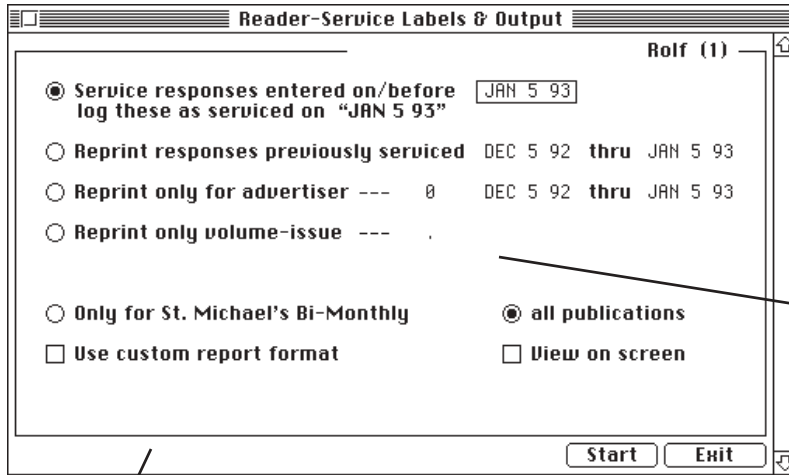 Reader-Service Labels & Output
Rolf (1)
Service responses entered on/before JAN 5 93
log these as serviced on "JAN 5 93"
Reprint responses previously serviced DEC 5 92 thru JAN 5 93
Reprint only for advertiser --- 0 DEC 5 92 thru JAN 5 93
Reprint only volume-issue --- .
Only for St. Michael's Bi-Monthly all publications
Use custom report format View on screen
Start Exit